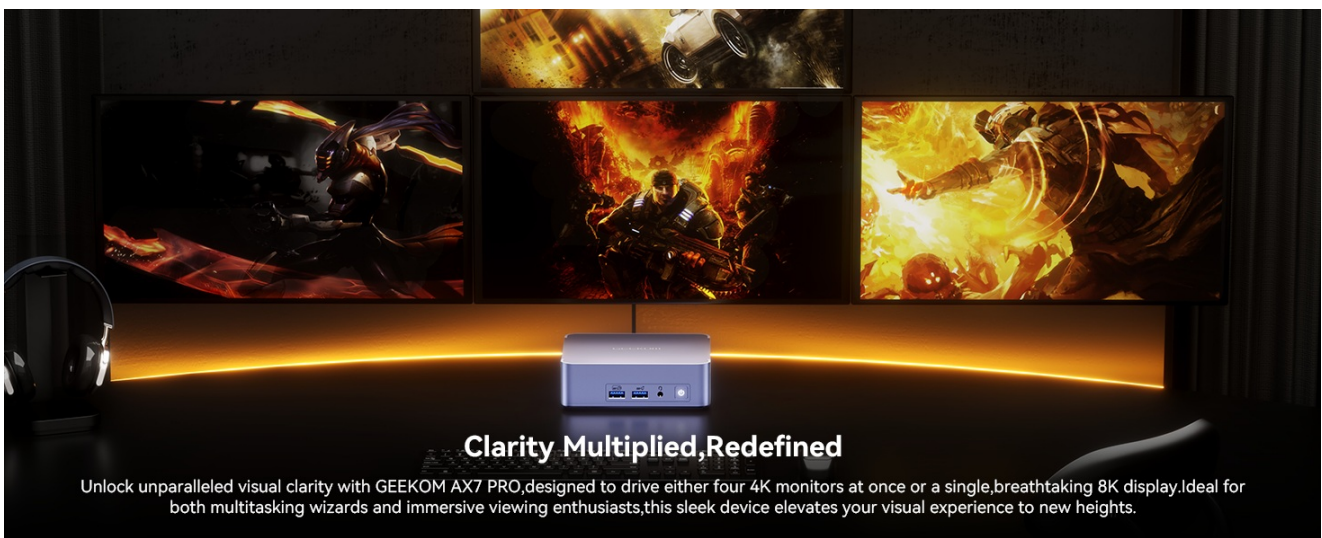 Clarity Multiplied,Redefined
Unlock unparalleled visual clarity with GEEKOM AX7 PRO,designed to drive either four 4K monitors at once or a single,breathtaking 8K display.Ideal for
both multitasking wizards and immersive viewing enthusiasts,this sleek device elevates your visual experience to new heights.